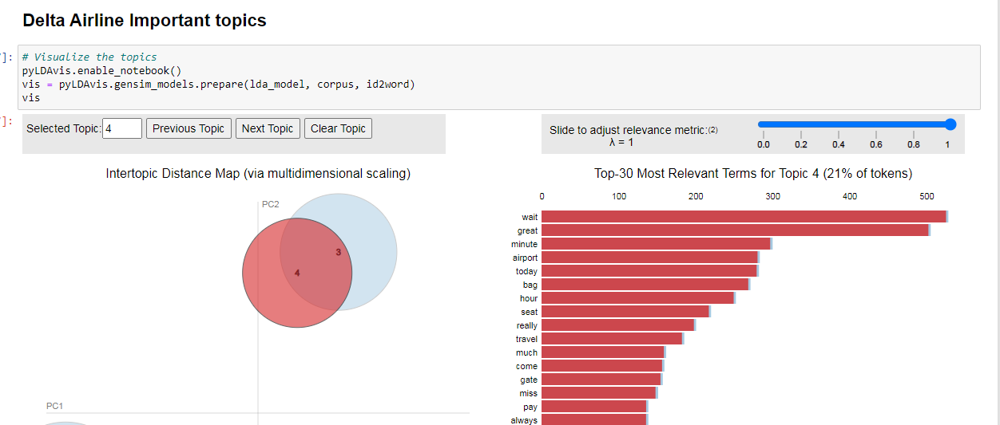 Delta Airline Important topics
]:
# Visualize the topics
pyLDAvis.enable_notebook()
vis = pyLDAvis.gensim_models.prepare(lda_model, corpus, id2word)
vis
]:
Selected Topic: 4 Previous Topic Next Topic Clear Topic
Slide to adjust relevance metric:(2)
λ = 1
0.0 0.2 0.4 0.6 0.8 1
Intertopic Distance Map (via multidimensional scaling)
PC2
3
4
PC1
Top-30 Most Relevant Terms for Topic 4 (21% of tokens)
0 100 200 300 400 500
wait
great
minute
airport
today
bag
hour
seat
really
travel
much
come
gate
miss
pay
always